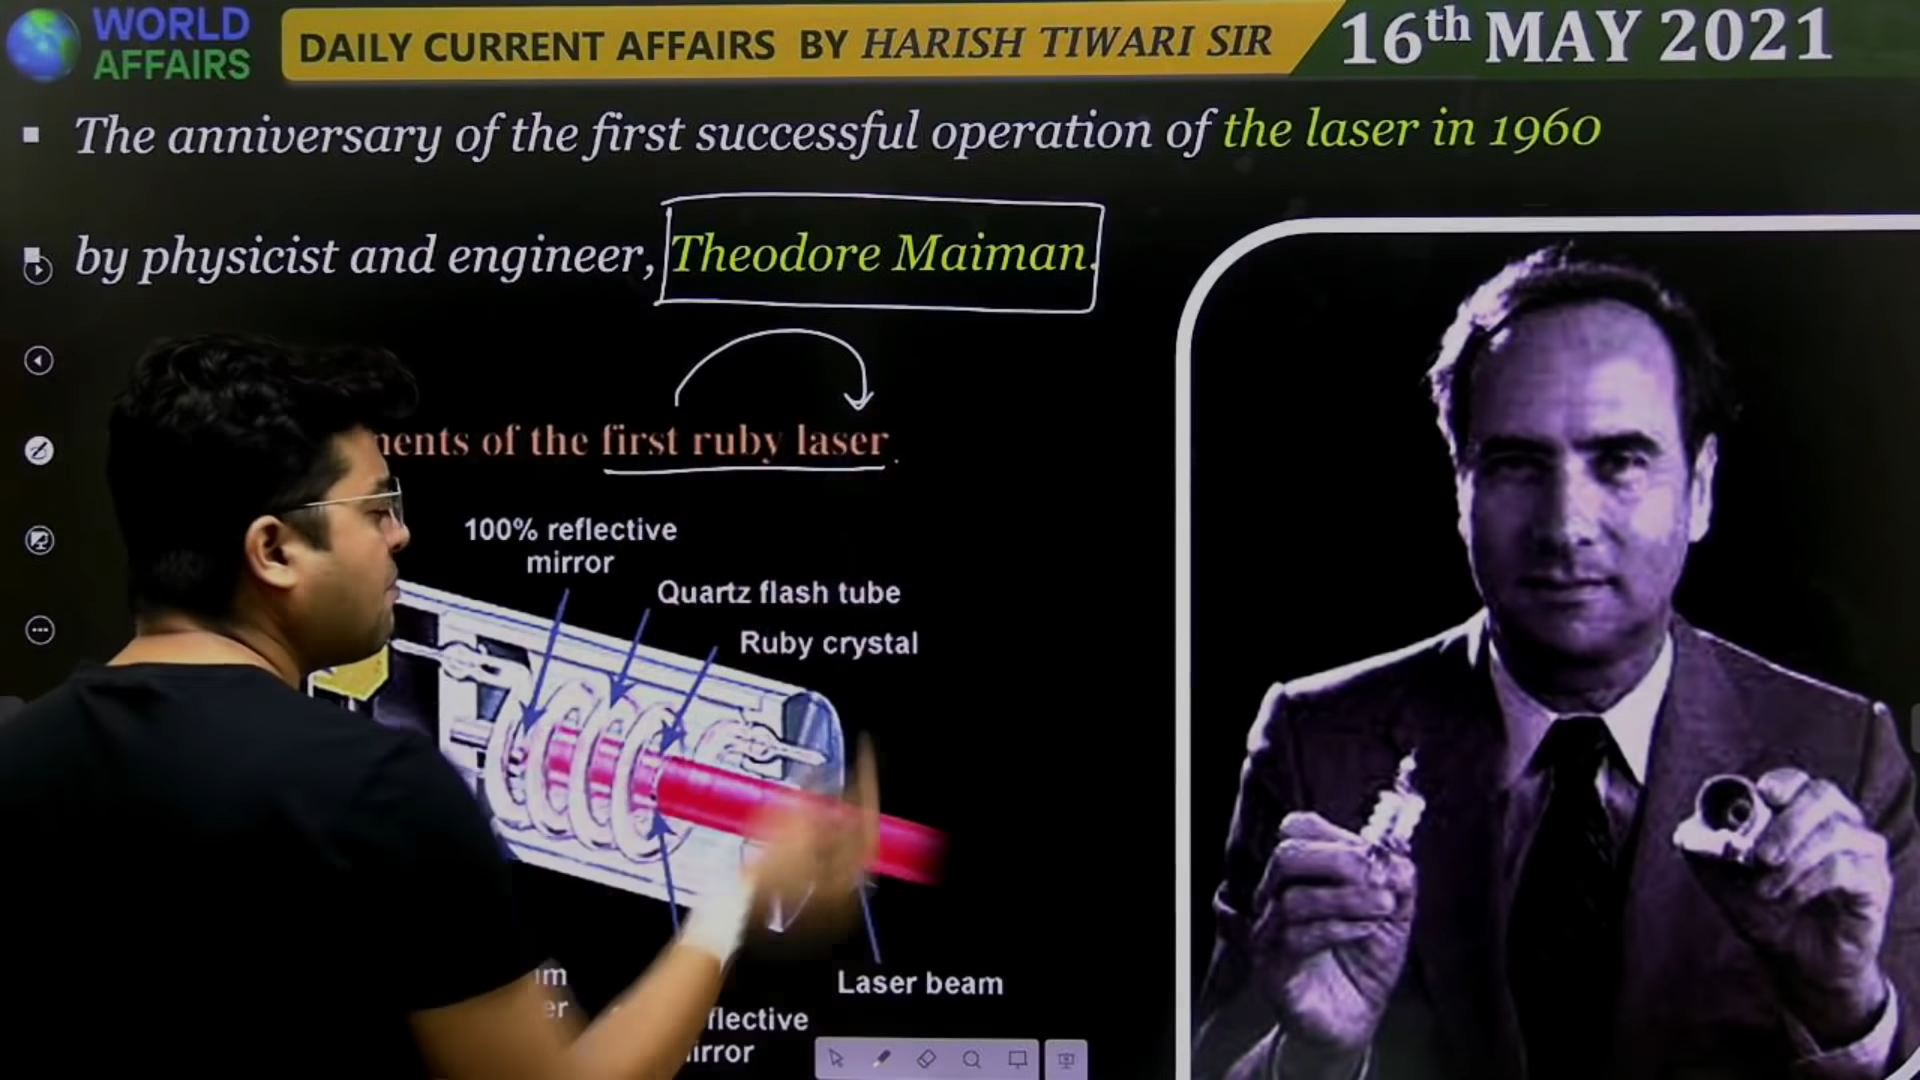 WORLD
AFFAIRS
DAILY CURRENT AFFAIRS BY HARISH TIWARI SIR
16th MAY 2021
The anniversary of the first successful operation of the laser in 1960
by physicist and engineer, Theodore Maiman.
of the first ruby laser
100% reflective
mirror
Quartz flash tube
Ruby crystal
Laser beam